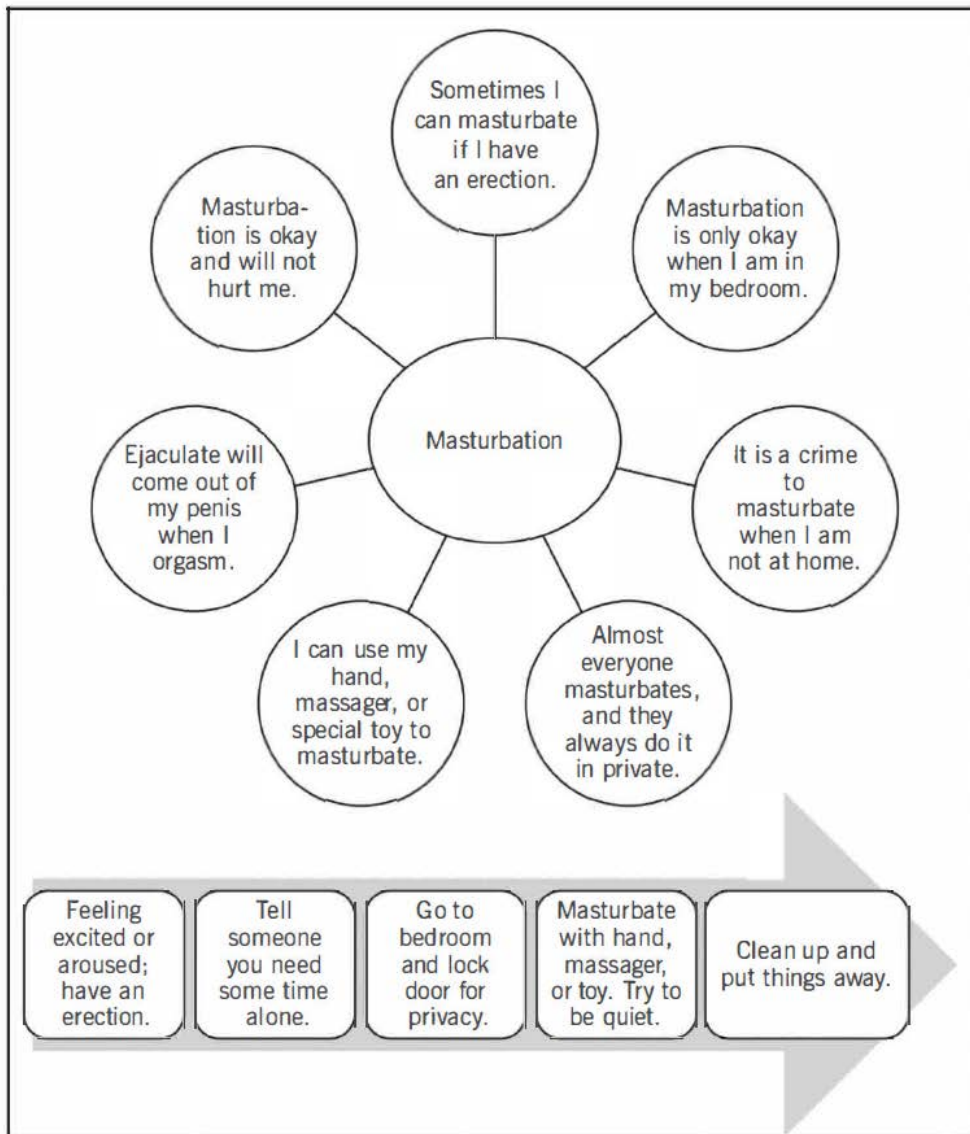 Sometimes I
can masturbate
if I have
an erection.
Masturba-
tion is okay
and will not
hurt me.
Masturbation
is only okay
when I am in
my bedroom.
Masturbation
Ejaculate will
come out of
my penis
when I
orgasm.
It is a crime
to
masturbate
when I am
not at home.
I can use my
hand,
massager, or
special toy to
masturbate.
Almost
everyone
masturbates,
and they
always do it
in private.
Feeling
excited or
aroused;
have an
erection.
Tell
someone
you need
some time
alone.
Go to
bedroom
and lock
door for
privacy.
Masturbate
with hand,
massager,
or toy. Try to
be quiet.
Clean up and
put things away.